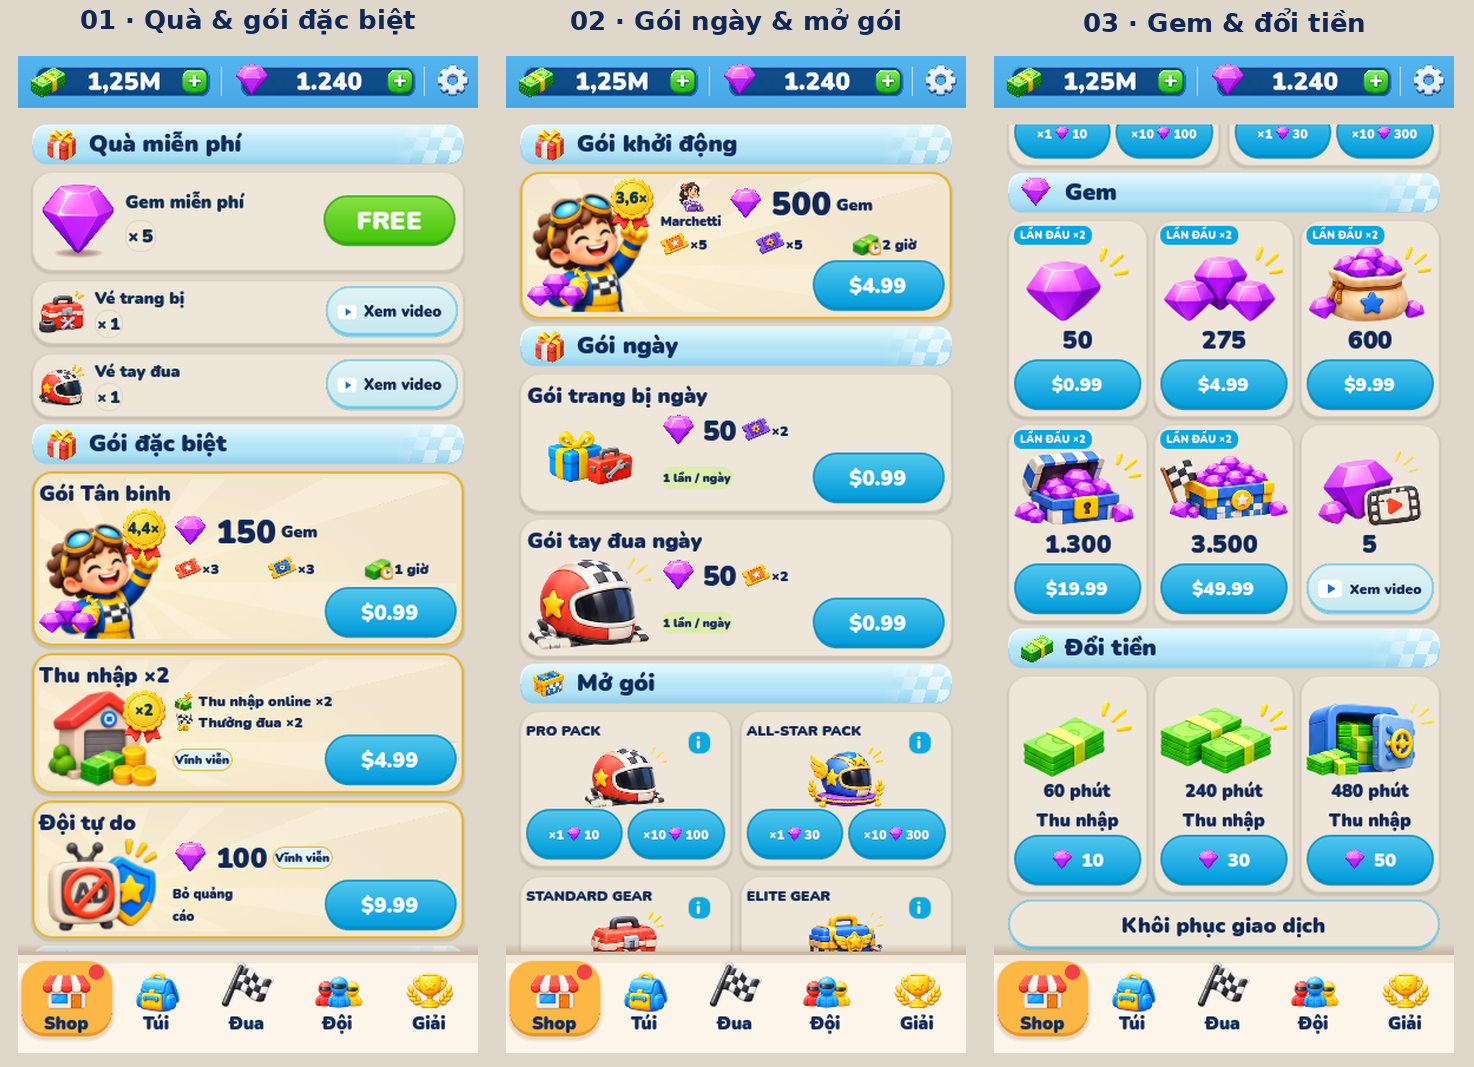 01 · Quà & gói đặc biệt
1,25M
1.240
Quà miễn phí
Gem miễn phí
× 5
FREE
Vé trang bị
× 1
Xem video
Vé tay đua
× 1
Xem video
Gói đặc biệt
Gói Tân binh
4,4×
150 Gem
×3
×3
1 giờ
$0.99
Thu nhập ×2
×2
Thu nhập online ×2
Thưởng đua ×2
Vĩnh viễn
$4.99
Đội tự do
AD
100 Vĩnh viễn
Bỏ quảng
cáo
$9.99
Shop
Túi
Đua
Đội
Giải
02 · Gói ngày & mở gói
1,25M
1.240
Gói khởi động
3,6×
Marchetti
500 Gem
×5
×5
2 giờ
$4.99
Gói ngày
Gói trang bị ngày
50 ×2
1 lần / ngày
$0.99
Gói tay đua ngày
50 ×2
1 lần / ngày
$0.99
Mở gói
PRO PACK
i
×1 10
×10 100
ALL-STAR PACK
i
×1 30
×10 300
STANDARD GEAR
i
ELITE GEAR
i
Shop
Túi
Đua
Đội
Giải
03 · Gem & đổi tiền
1,25M
1.240
×1 10
×10 100
×1 30
×10 300
Gem
LẦN ĐẦU ×2
50
$0.99
LẦN ĐẦU ×2
275
$4.99
LẦN ĐẦU ×2
600
$9.99
LẦN ĐẦU ×2
1.300
$19.99
LẦN ĐẦU ×2
3.500
$49.99
5
Xem video
Đổi tiền
60 phút
Thu nhập
10
240 phút
Thu nhập
30
480 phút
Thu nhập
50
Khôi phục giao dịch
Shop
Túi
Đua
Đội
Giải